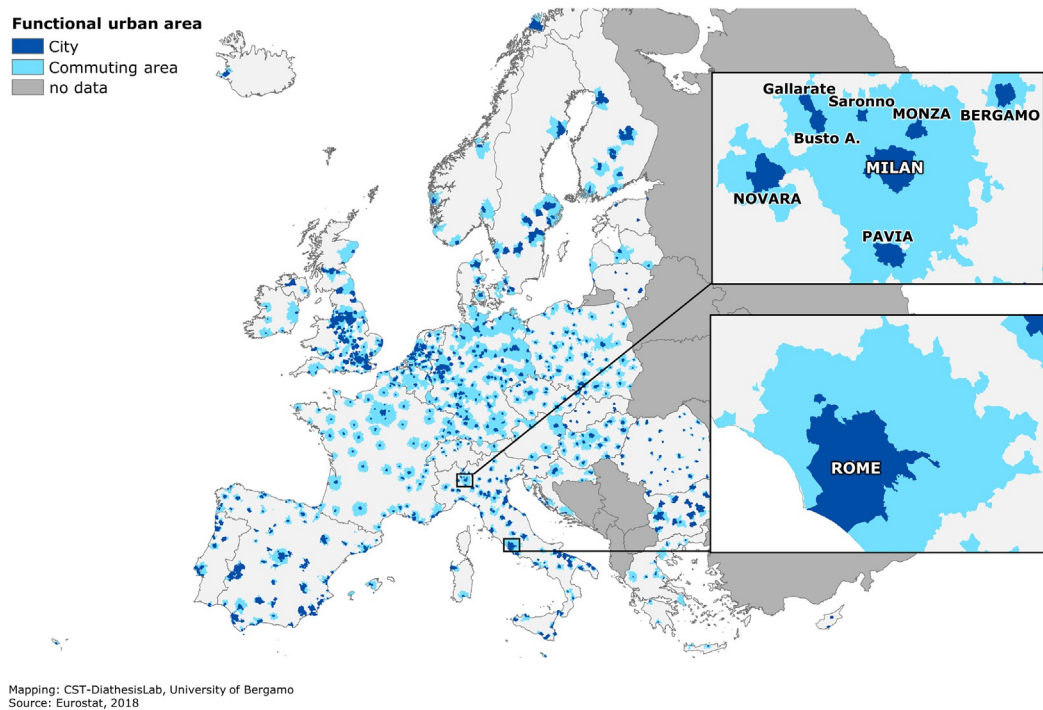 Functional urban area
City
Commuting area
no data
Gallarate
Saronno
MONZA
BERGAMO
Busto A.
MILAN
NOVARA
PAVIA
ROME
Mapping: CST-DiathesisLab, University of Bergamo
Source: Eurostat, 2018